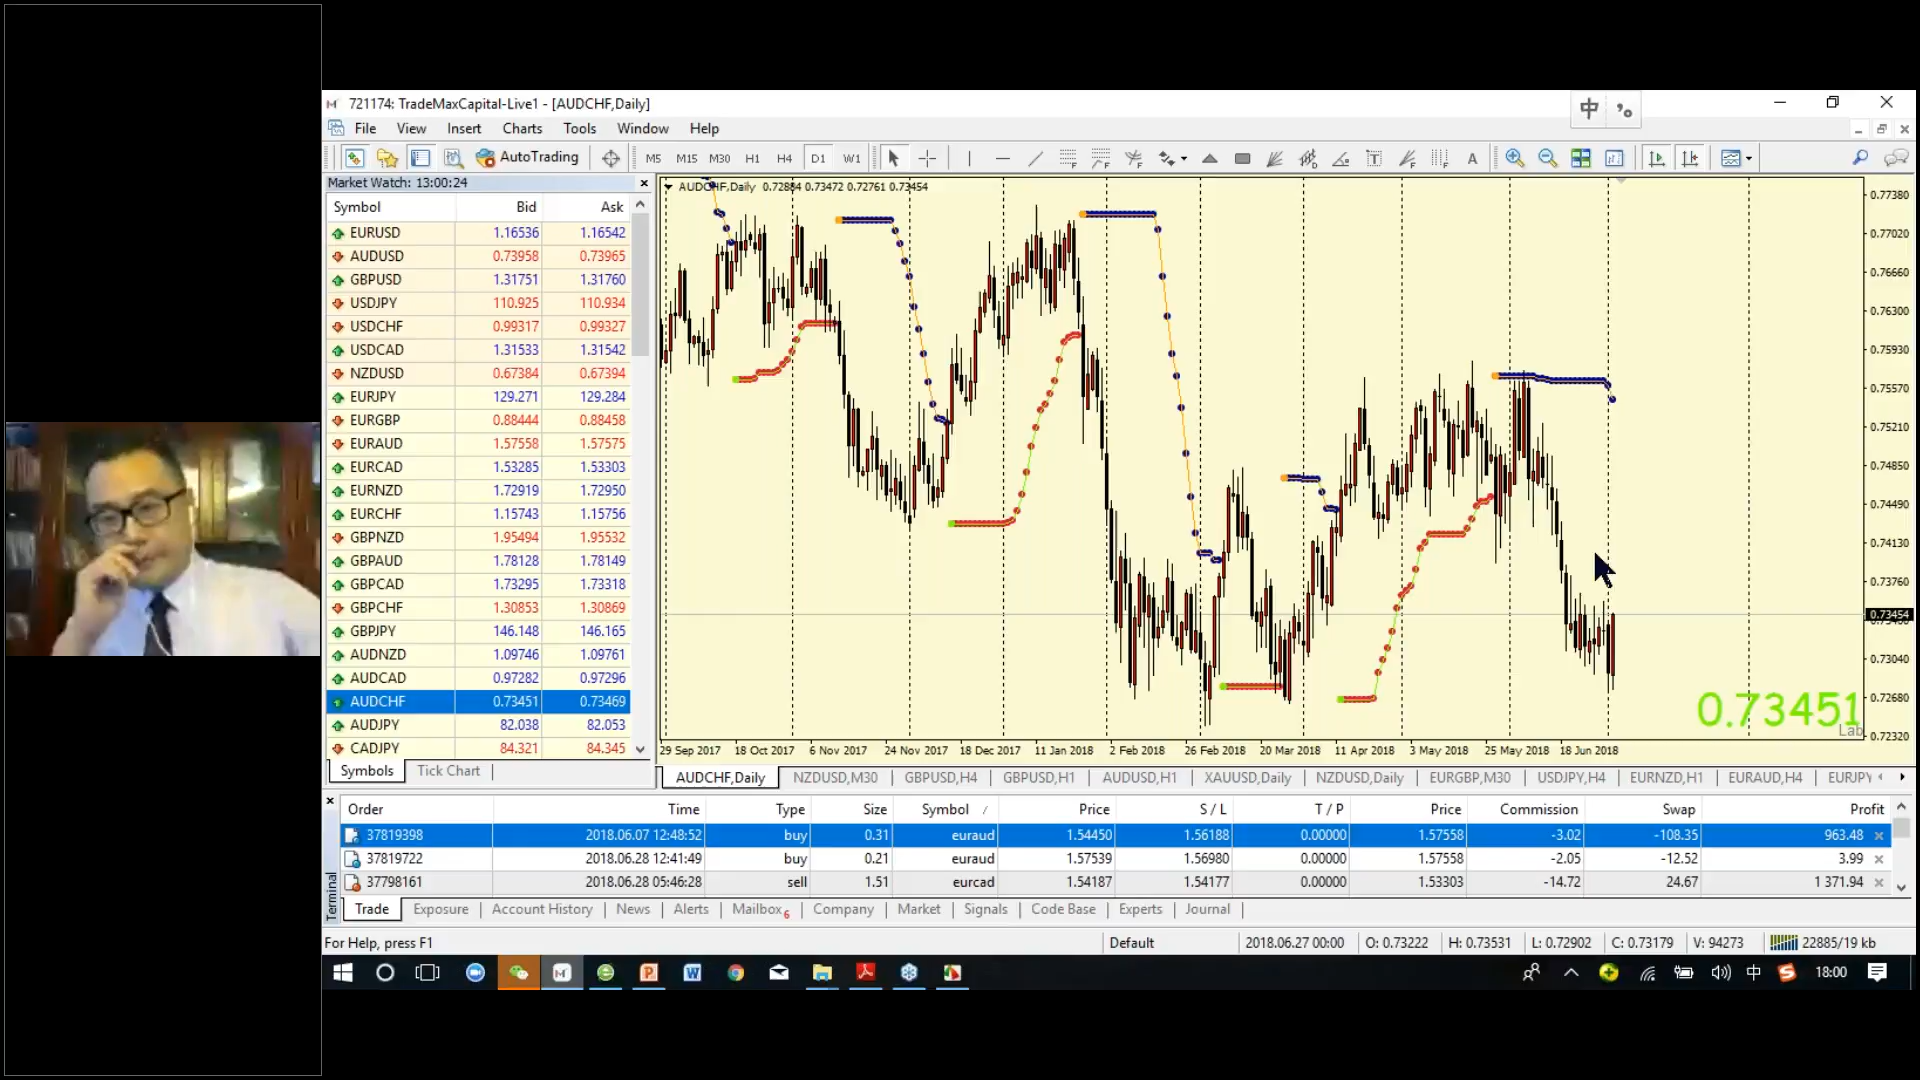 721174: TradeMaxCapital-Live1 - [AUDCHF,Daily]
中
File View Insert Charts Tools Window Help
AutoTrading M5 M15 M30 H1 H4 D1 W1 A
Market Watch: 13:00:24
Symbol Bid Ask
EURUSD 1.16536 1.16542
AUDUSD 0.73958 0.73965
GBPUSD 1.31751 1.31760
USDJPY 110.925 110.934
USDCHF 0.99317 0.99327
USDCAD 1.31533 1.31542
NZDUSD 0.67384 0.67394
EURJPY 129.271 129.284
EURGBP 0.88444 0.88458
EURAUD 1.57558 1.57575
EURCAD 1.53285 1.53303
EURNZD 1.72919 1.72950
EURCHF 1.15743 1.15756
GBPNZD 1.95494 1.95532
GBPAUD 1.78128 1.78149
GBPCAD 1.73295 1.73318
GBPCHF 1.30853 1.30869
GBPJPY 146.148 146.165
AUDNZD 1.09746 1.09761
AUDCAD 0.97282 0.97296
AUDCHF 0.73451 0.73469
AUDJPY 82.038 82.053
CADJPY 84.321 84.345
Symbols Tick Chart
AUDCHF,Daily 0.72884 0.73472 0.72761 0.73454
0.77380
0.77020
0.76660
0.76300
0.75930
0.75570
0.75210
0.74850
0.74490
0.74130
0.73760
0.73454
0.73040
0.72680
0.72320
0.73451
Lab
29 Sep 2017 18 Oct 2017 6 Nov 2017 24 Nov 2017 18 Dec 2017 11 Jan 2018 2 Feb 2018 26 Feb 2018 20 Mar 2018 11 Apr 2018 3 May 2018 25 May 2018 18 Jun 2018
AUDCHF,Daily NZDUSD,M30 GBPUSD,H4 GBPUSD,H1 AUDUSD,H1 XAUUSD,Daily NZDUSD,Daily EURGBP,M30 USDJPY,H4 EURNZD,H1 EURAUD,H4 EURJPY
Order Time Type Size Symbol / Price S / L T / P Price Commission Swap Profit
37819398 2018.06.07 12:48:52 buy 0.31 euraud 1.54450 1.56188 0.00000 1.57558 -3.02 -108.35 963.48
37819722 2018.06.28 12:41:49 buy 0.21 euraud 1.57539 1.56980 0.00000 1.57558 -2.05 -12.52 3.99
37798161 2018.06.28 05:46:28 sell 1.51 eurcad 1.54187 1.54177 0.00000 1.53303 -14.72 24.67 1 371.94
Terminal
Trade Exposure Account History News Alerts Mailbox 6 Company Market Signals Code Base Experts Journal
For Help, press F1 Default 2018.06.27 00:00 O: 0.73222 H: 0.73531 L: 0.72902 C: 0.73179 V: 94273 22885/19 kb
中 18:00